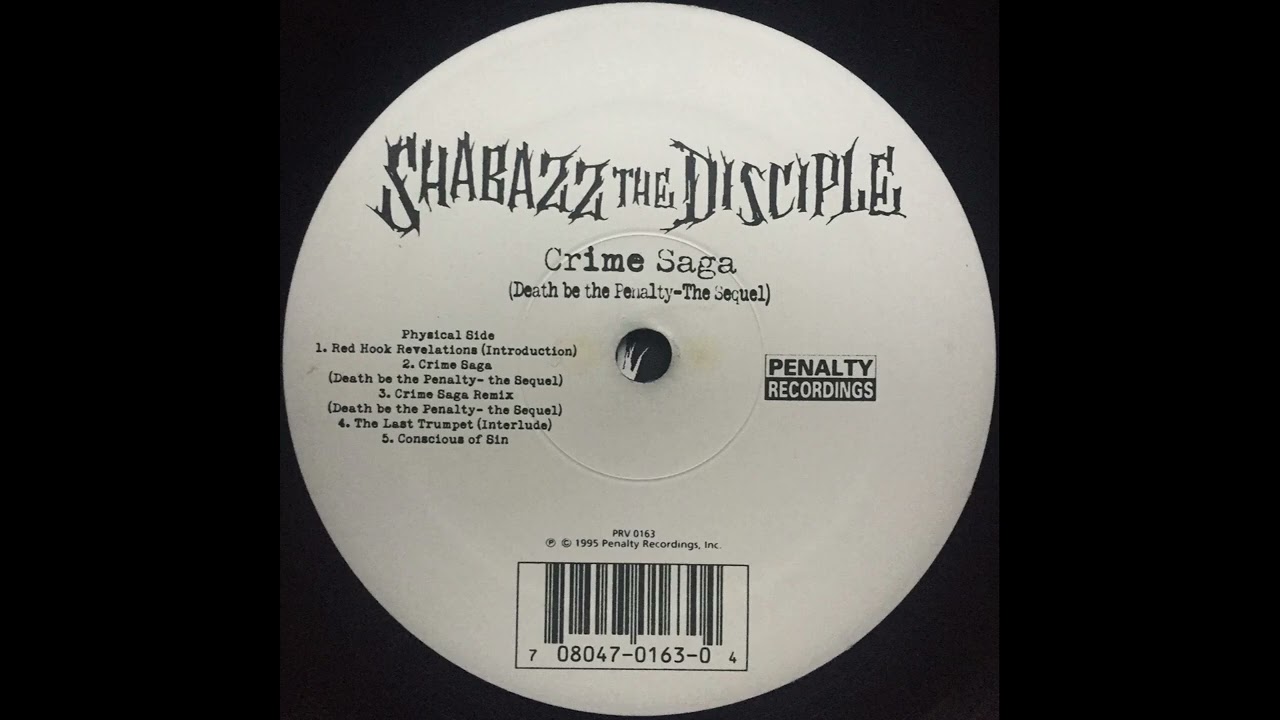 SHABAZZ THE DISCIPLE
Crime Saga
(Death be the Penalty-The Sequel)
Physical Side
1. Red Hook Revelations (Introduction)
2. Crime Saga
(Death be the Penalty- the Sequel)
3. Crime Saga Remix
(Death be the Penalty- the Sequel)
4. The Last Trumpet (Interlude)
5. Conscious of Sin
PENALTY
RECORDINGS
PRV 0163
℗ © 1995 Penalty Recordings, Inc.
7 08047-0163-0 4